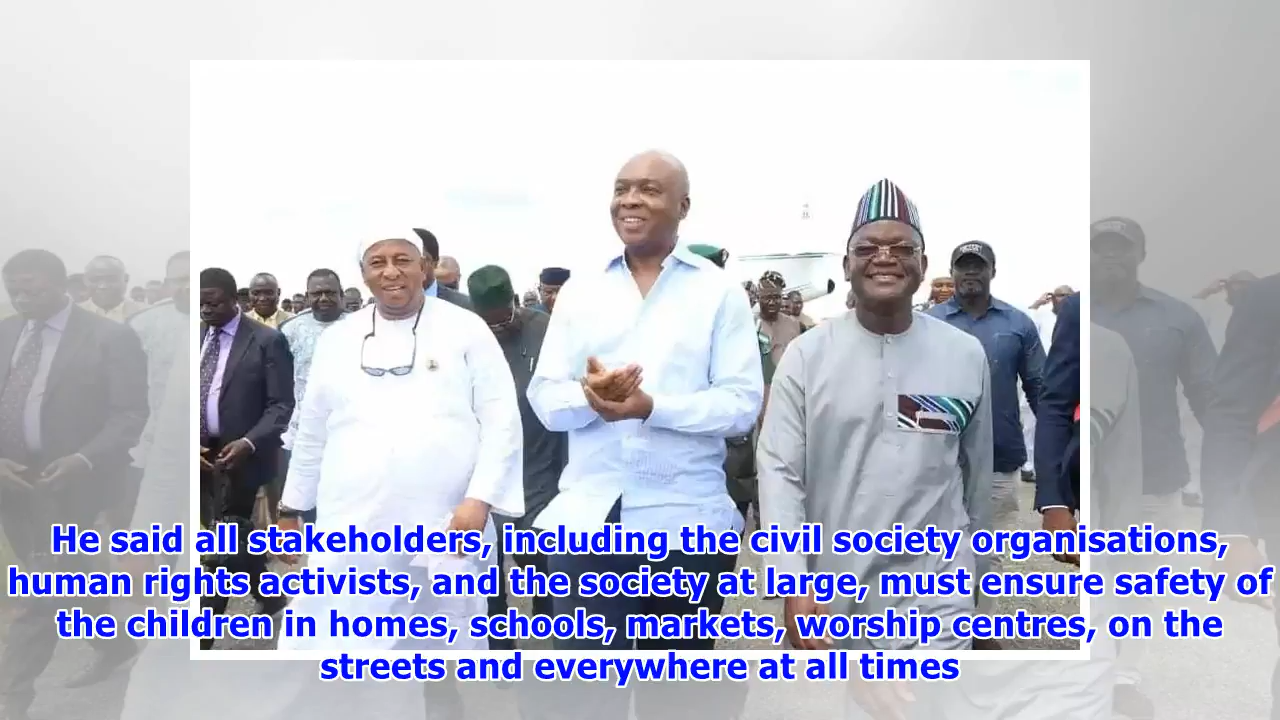 He said all stakeholders, including the civil society organisations,
human rights activists, and the society at large, must ensure safety of
the children in homes, schools, markets, worship centres, on the
streets and everywhere at all times